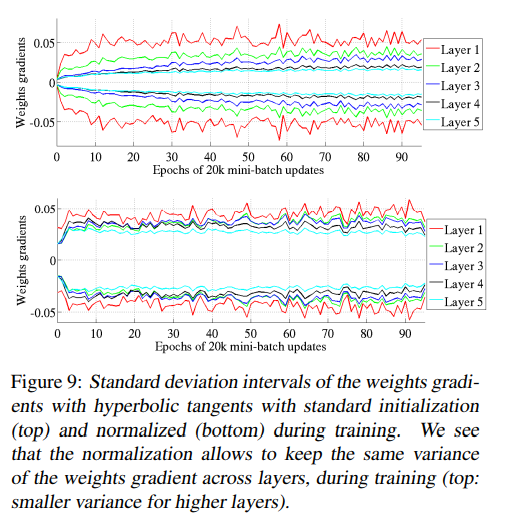 Weights gradients
0.05
0
-0.05
0 10 20 30 40 50 60 70 80 90
Epochs of 20k mini-batch updates
Layer 1
Layer 2
Layer 3
Layer 4
Layer 5
Weights gradients
0.05
0
-0.05
0 10 20 30 40 50 60 70 80 90
Epochs of 20k mini-batch updates
Layer 1
Layer 2
Layer 3
Layer 4
Layer 5
Figure 9: Standard deviation intervals of the weights gradi-
ents with hyperbolic tangents with standard initialization
(top) and normalized (bottom) during training. We see
that the normalization allows to keep the same variance
of the weights gradient across layers, during training (top:
smaller variance for higher layers).